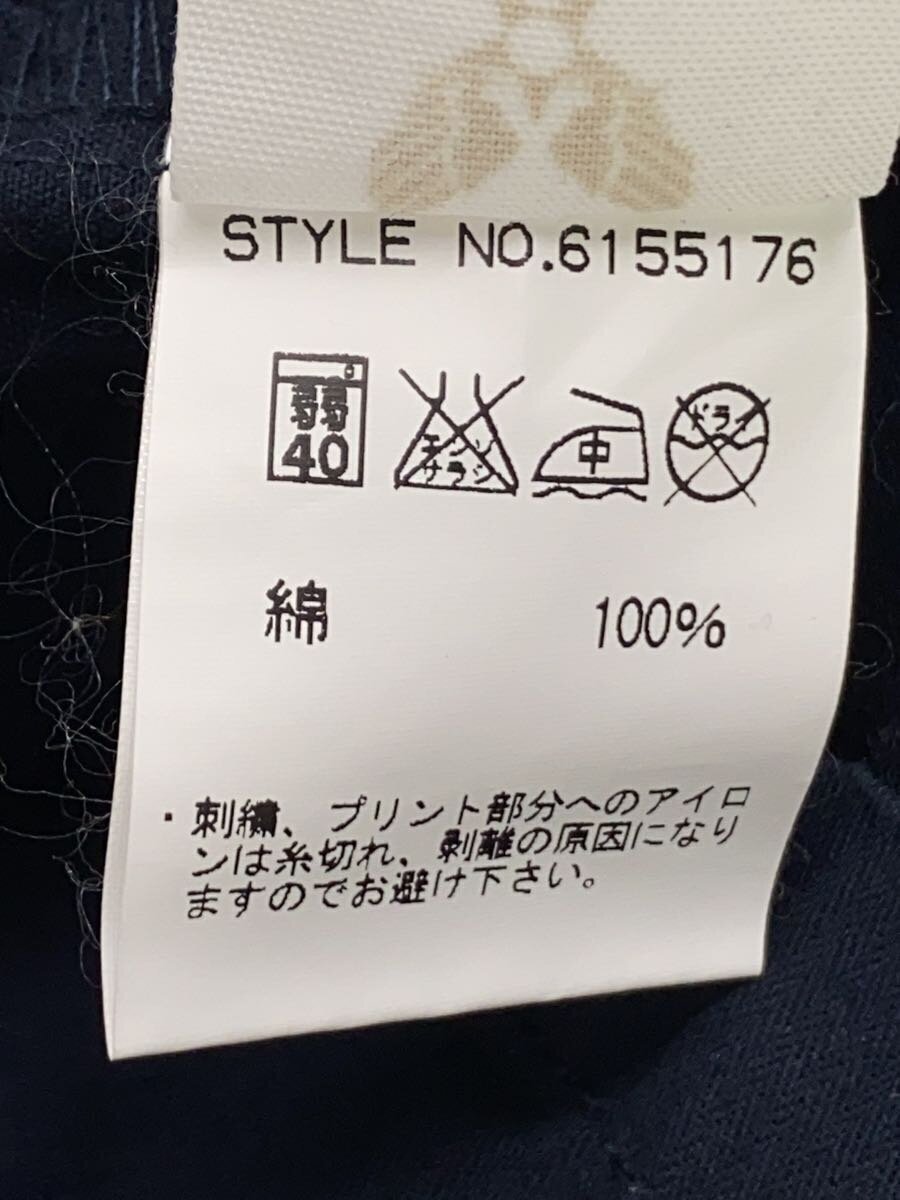 STYLE NO.6155176
弱 エンソ 中 ドライ
40 サラシ
綿 100%
・刺繍、プリント部分へのアイロ
ンは糸切れ、剥離の原因になり
ますのでお避け下さい。